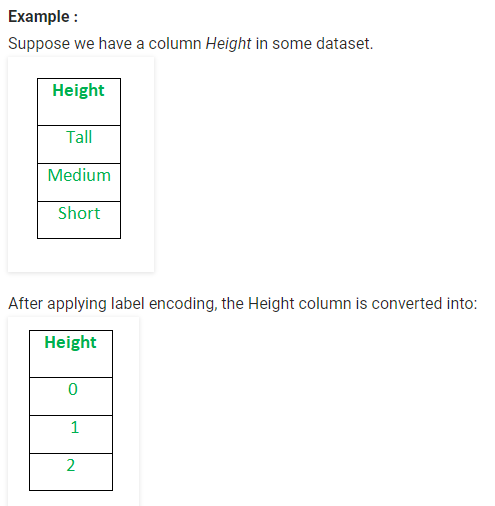 Example :
Suppose we have a column Height in some dataset.
Height
Tall
Medium
Short
After applying label encoding, the Height column is converted into:
Height
0
1
2